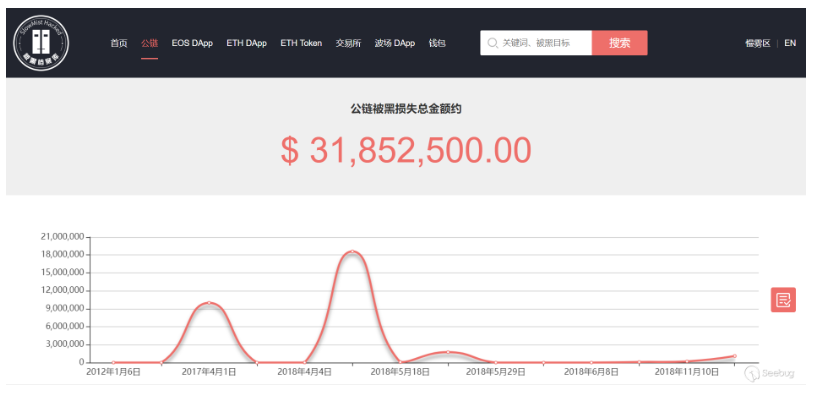 SlowMist Hacked
首页 公链 EOS DApp ETH DApp ETH Token 交易所 波场 DApp 钱包 关键词、被黑目标 搜索 慢雾区 | EN
公链被黑损失总金额约
$ 31,852,500.00
21,000,000
18,000,000
15,000,000
12,000,000
9,000,000
6,000,000
3,000,000
0
2012年1月6日 2017年4月1日 2018年4月4日 2018年5月18日 2018年5月29日 2018年6月8日 2018年11月10日
Seebug